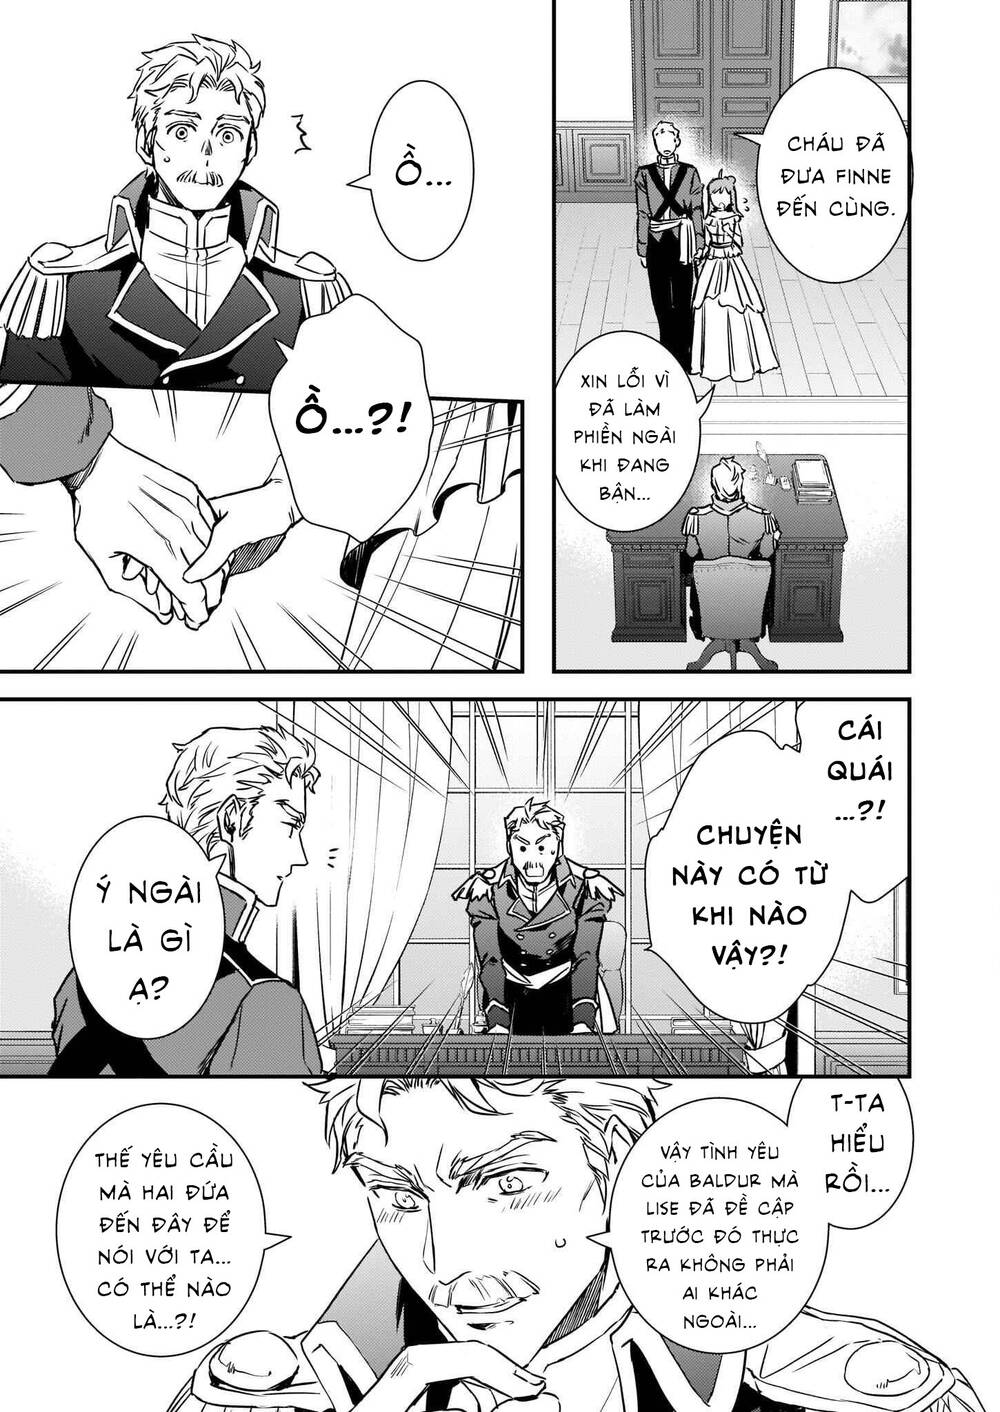 CHÁU ĐÃ
ĐƯA FINNE
ĐẾN CÙNG.
XIN LỖI VÌ
ĐÃ LÀM
PHIỀN NGÀI
KHI ĐANG
BẬN...
Ồ...
Ồ...?!
CÁI
QUÁI
...?!
CHUYỆN
NÀY CÓ TỪ
KHI NÀO
VẬY?!
Ý NGÀI
LÀ GÌ
Ạ?
T-TA
HIỂU
RỒI...
VẬY TÌNH YÊU
CỦA BALDUR MÀ
LISE ĐÃ ĐỀ CẬP
TRƯỚC ĐÓ THỰC
RA KHÔNG PHẢI
AI KHÁC
NGOÀI...
THẾ YÊU CẦU
MÀ HAI ĐỨA
ĐẾN ĐÂY ĐỂ
NÓI VỚI TA...
CÓ THỂ NÀO
LÀ...?!